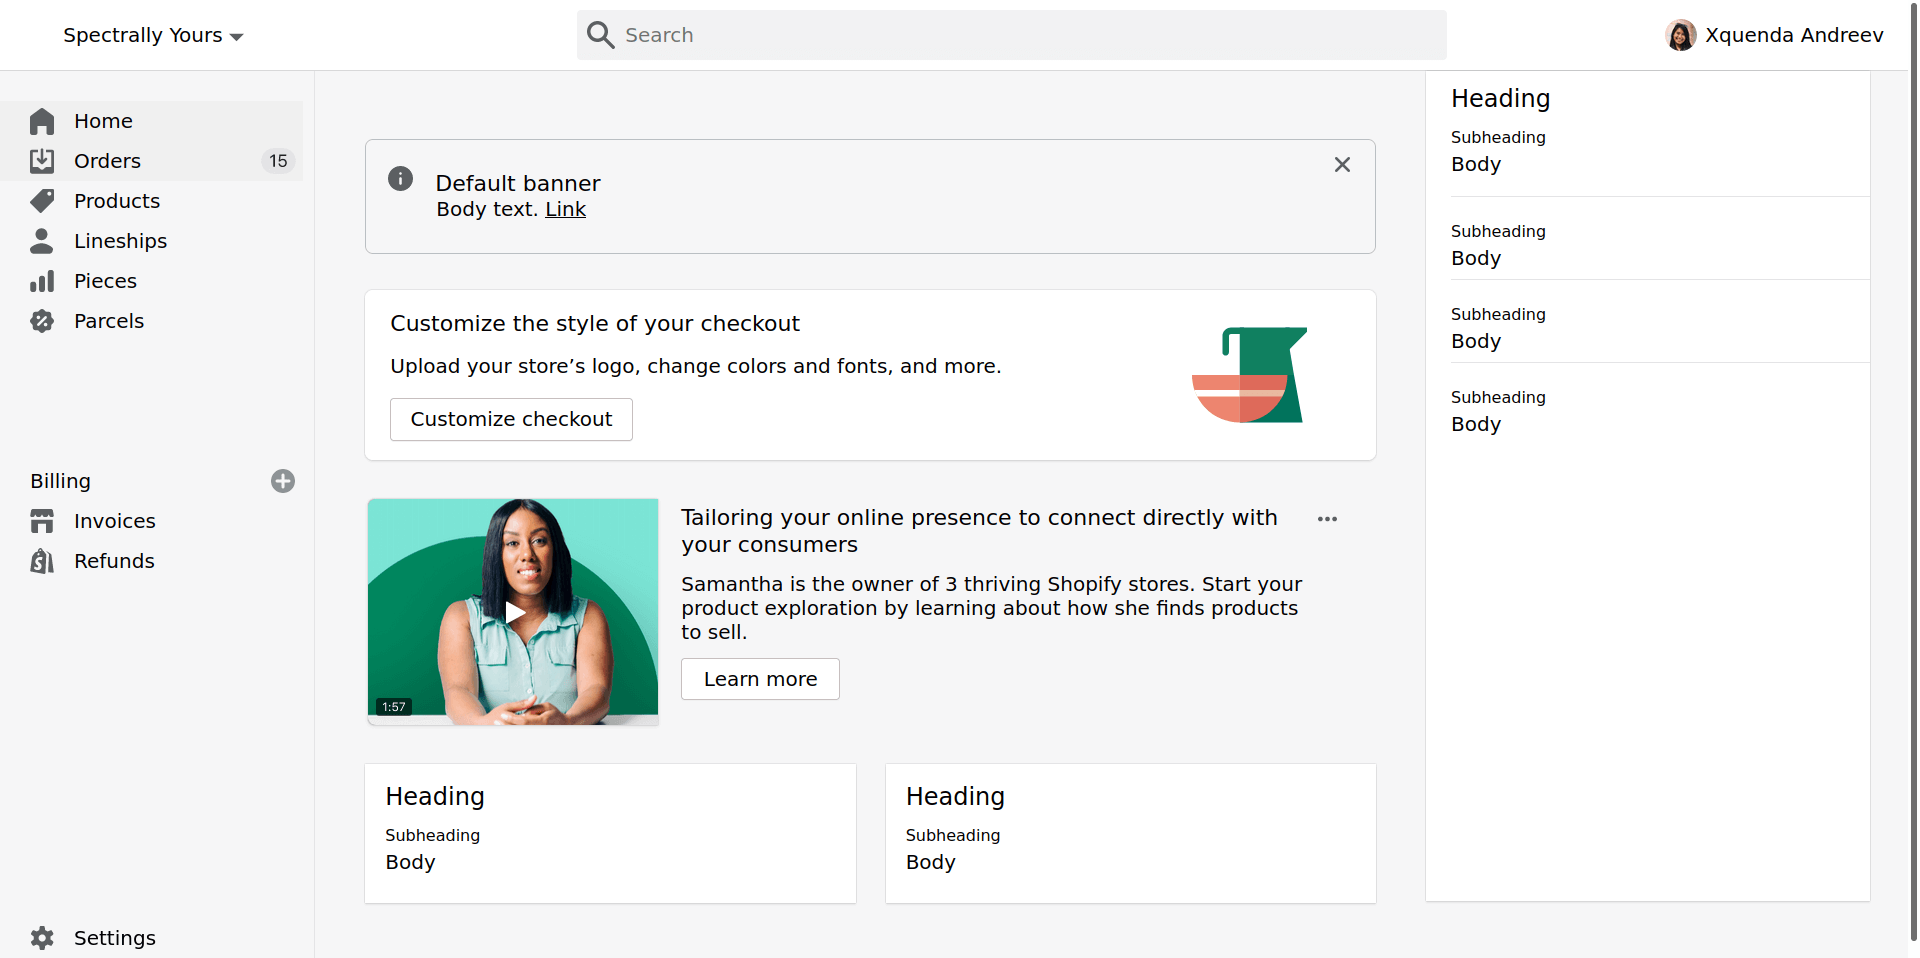 Spectrally Yours
Search
Xquenda Andreev
Home
Orders 15
Products
Lineships
Pieces
Parcels
Billing
Invoices
Refunds
Settings
Default banner
Body text. Link
Customize the style of your checkout
Upload your store’s logo, change colors and fonts, and more.
Customize checkout
1:57
Tailoring your online presence to connect directly with
your consumers
Samantha is the owner of 3 thriving Shopify stores. Start your
product exploration by learning about how she finds products
to sell.
Learn more
Heading
Subheading
Body
Heading
Subheading
Body
Heading
Subheading
Body
Subheading
Body
Subheading
Body
Subheading
Body